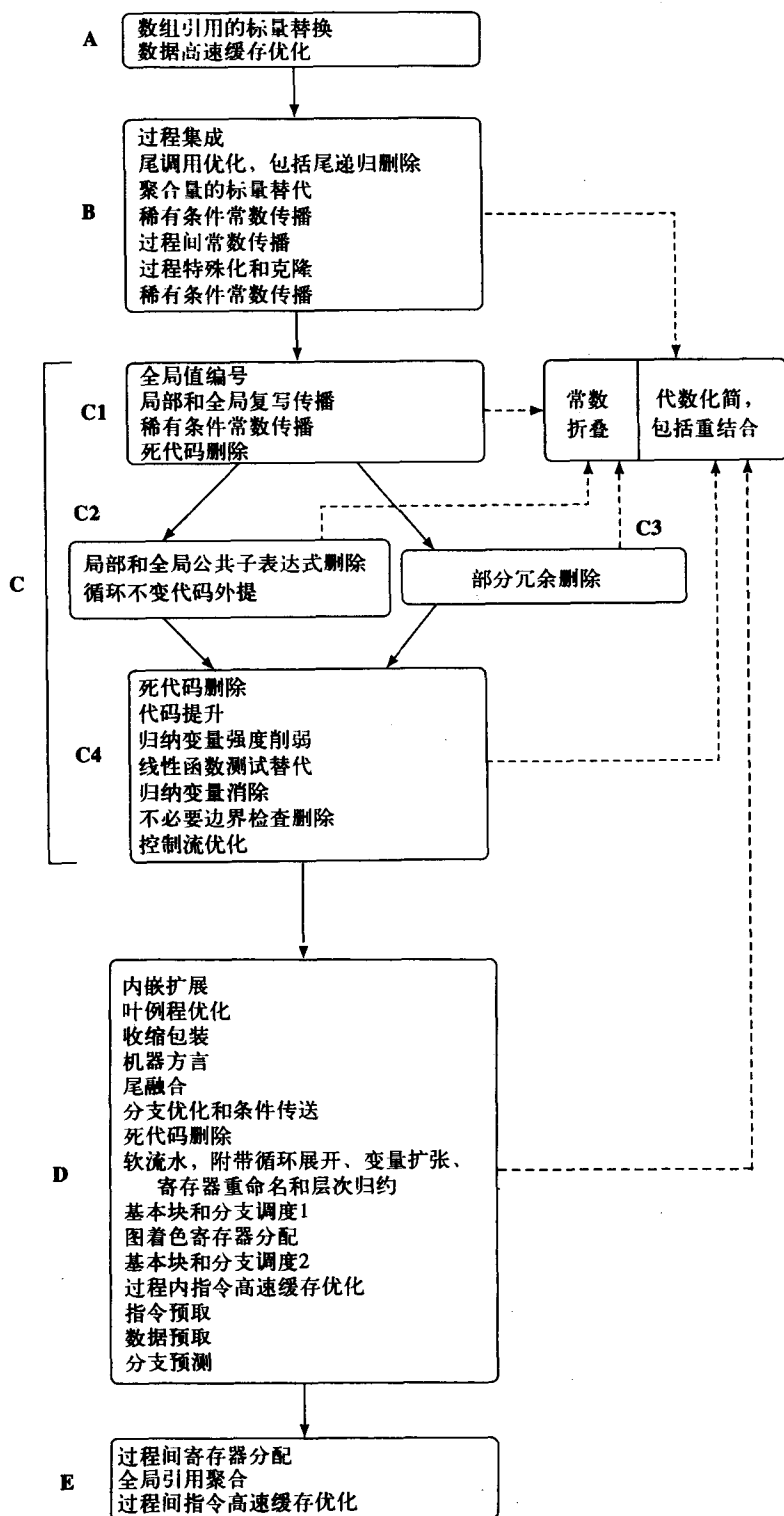 A
数组引用的标量替换
数据高速缓存优化
B
过程集成
尾调用优化，包括尾递归删除
聚合量的标量替代
稀有条件常数传播
过程间常数传播
过程特殊化和克隆
稀有条件常数传播
C
C1
全局值编号
局部和全局复写传播
稀有条件常数传播
死代码删除
常数
折叠
代数化简，
包括重结合
C2
局部和全局公共子表达式删除
循环不变代码外提
C3
部分冗余删除
C4
死代码删除
代码提升
归纳变量强度削弱
线性函数测试替代
归纳变量消除
不必要边界检查删除
控制流优化
D
内嵌扩展
叶例程优化
收缩包装
机器方言
尾融合
分支优化和条件传送
死代码删除
软流水，附带循环展开、变量扩张、
寄存器重命名和层次归约
基本块和分支调度1
图着色寄存器分配
基本块和分支调度2
过程内指令高速缓存优化
指令预取
数据预取
分支预测
E
过程间寄存器分配
全局引用聚合
过程间指令高速缓存优化